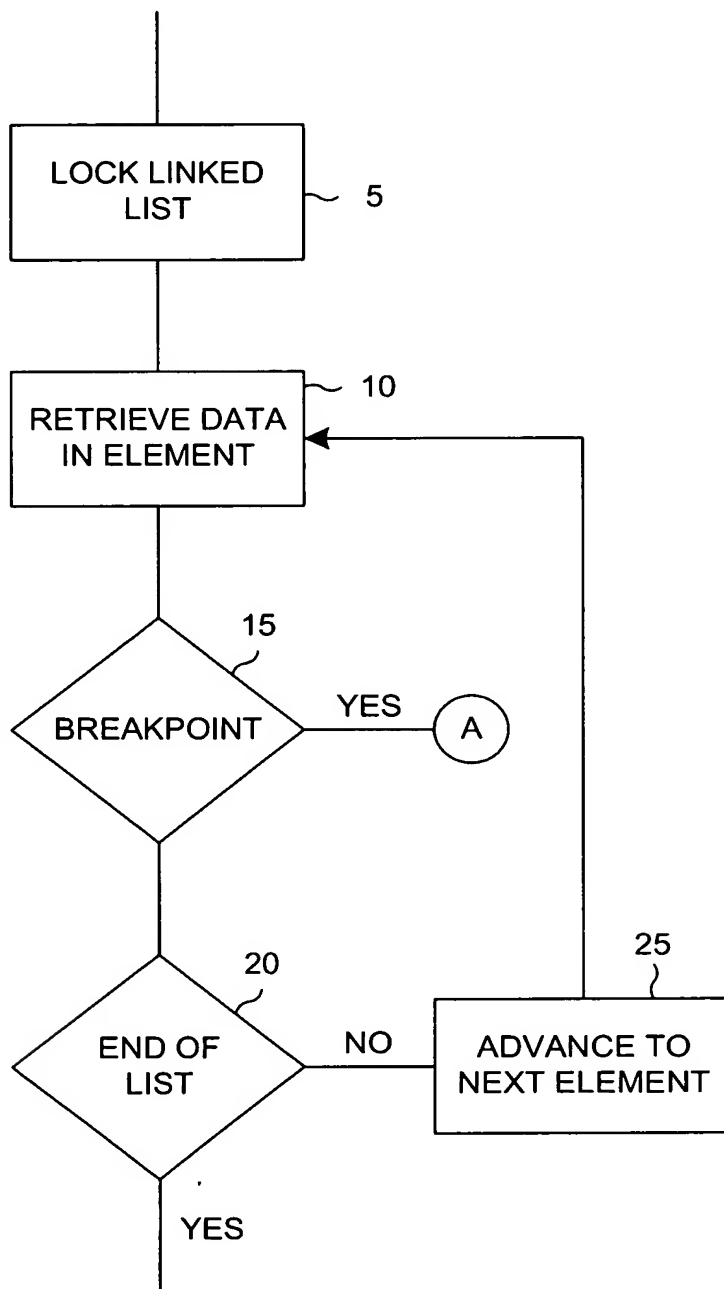 LOCK LINKED
LIST
5
10
RETRIEVE DATA
IN ELEMENT
15
BREAKPOINT
YES
A
20
END OF
LIST
NO
25
ADVANCE TO
NEXT ELEMENT
YES